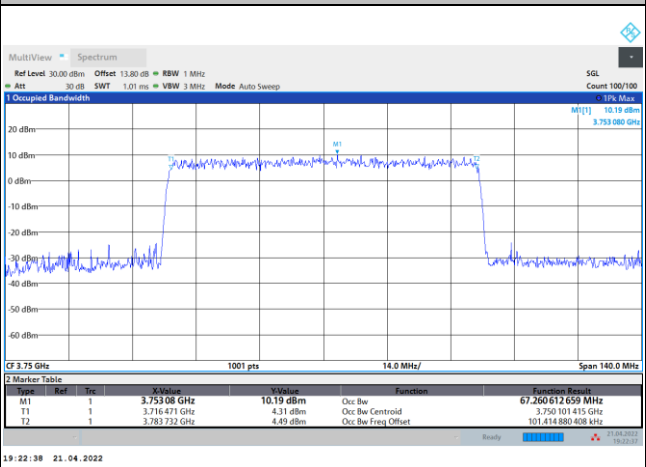 MultiView Spectrum
Ref Level 30.00 dBm Offset 13.80 dB RBW 1 MHz SGL
Att 30 dB SWT 1.01 ms VBW 3 MHz Mode Auto Sweep Count 100/100
1 Occupied Bandwidth 1Pk Max
M1[1] 10.19 dBm
3.753 080 GHz
20 dBm
M1
10 dBm
T1 T2
0 dBm
-10 dBm
-20 dBm
-30 dBm
-40 dBm
-50 dBm
-60 dBm
CF 3.75 GHz 1001 pts 14.0 MHz/ Span 140.0 MHz
2 Marker Table
Type Ref Trc X-Value Y-Value Function Function Result
M1 1 3.753 08 GHz 10.19 dBm Occ Bw 67.260 612 659 MHz
T1 1 3.716 471 GHz 4.31 dBm Occ Bw Centroid 3.750 101 415 GHz
T2 1 3.783 732 GHz 4.49 dBm Occ Bw Freq Offset 101.414 880 408 kHz
Ready 21.04.2022
19:22:37
19:22:38 21.04.2022